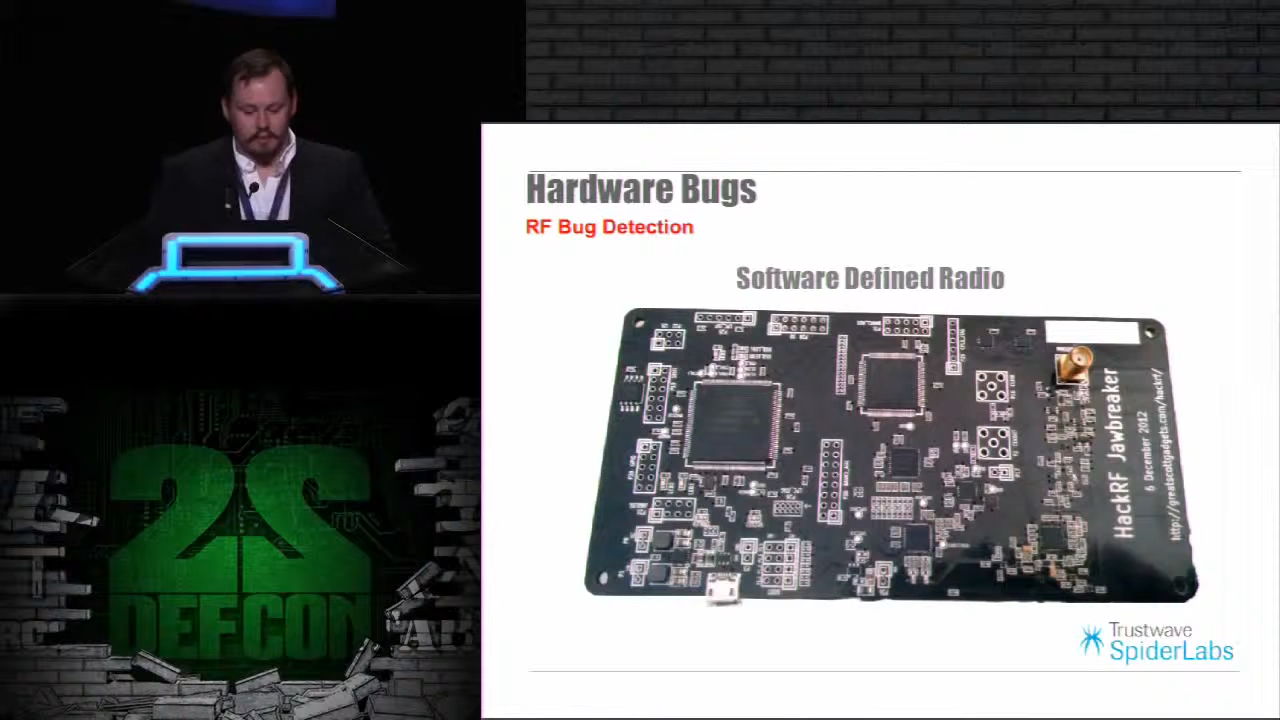 Hardware Bugs
RF Bug Detection
Software Defined Radio
HackRF Jawbreaker
6 December 2012
http://greatscottgadgets.com/hackrf/
Trustwave
SpiderLabs
22
DEFCON